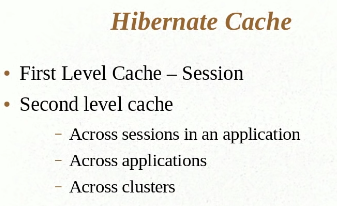 Hibernate Cache
• First Level Cache – Session
• Second level cache
– Across sessions in an application
– Across applications
– Across clusters